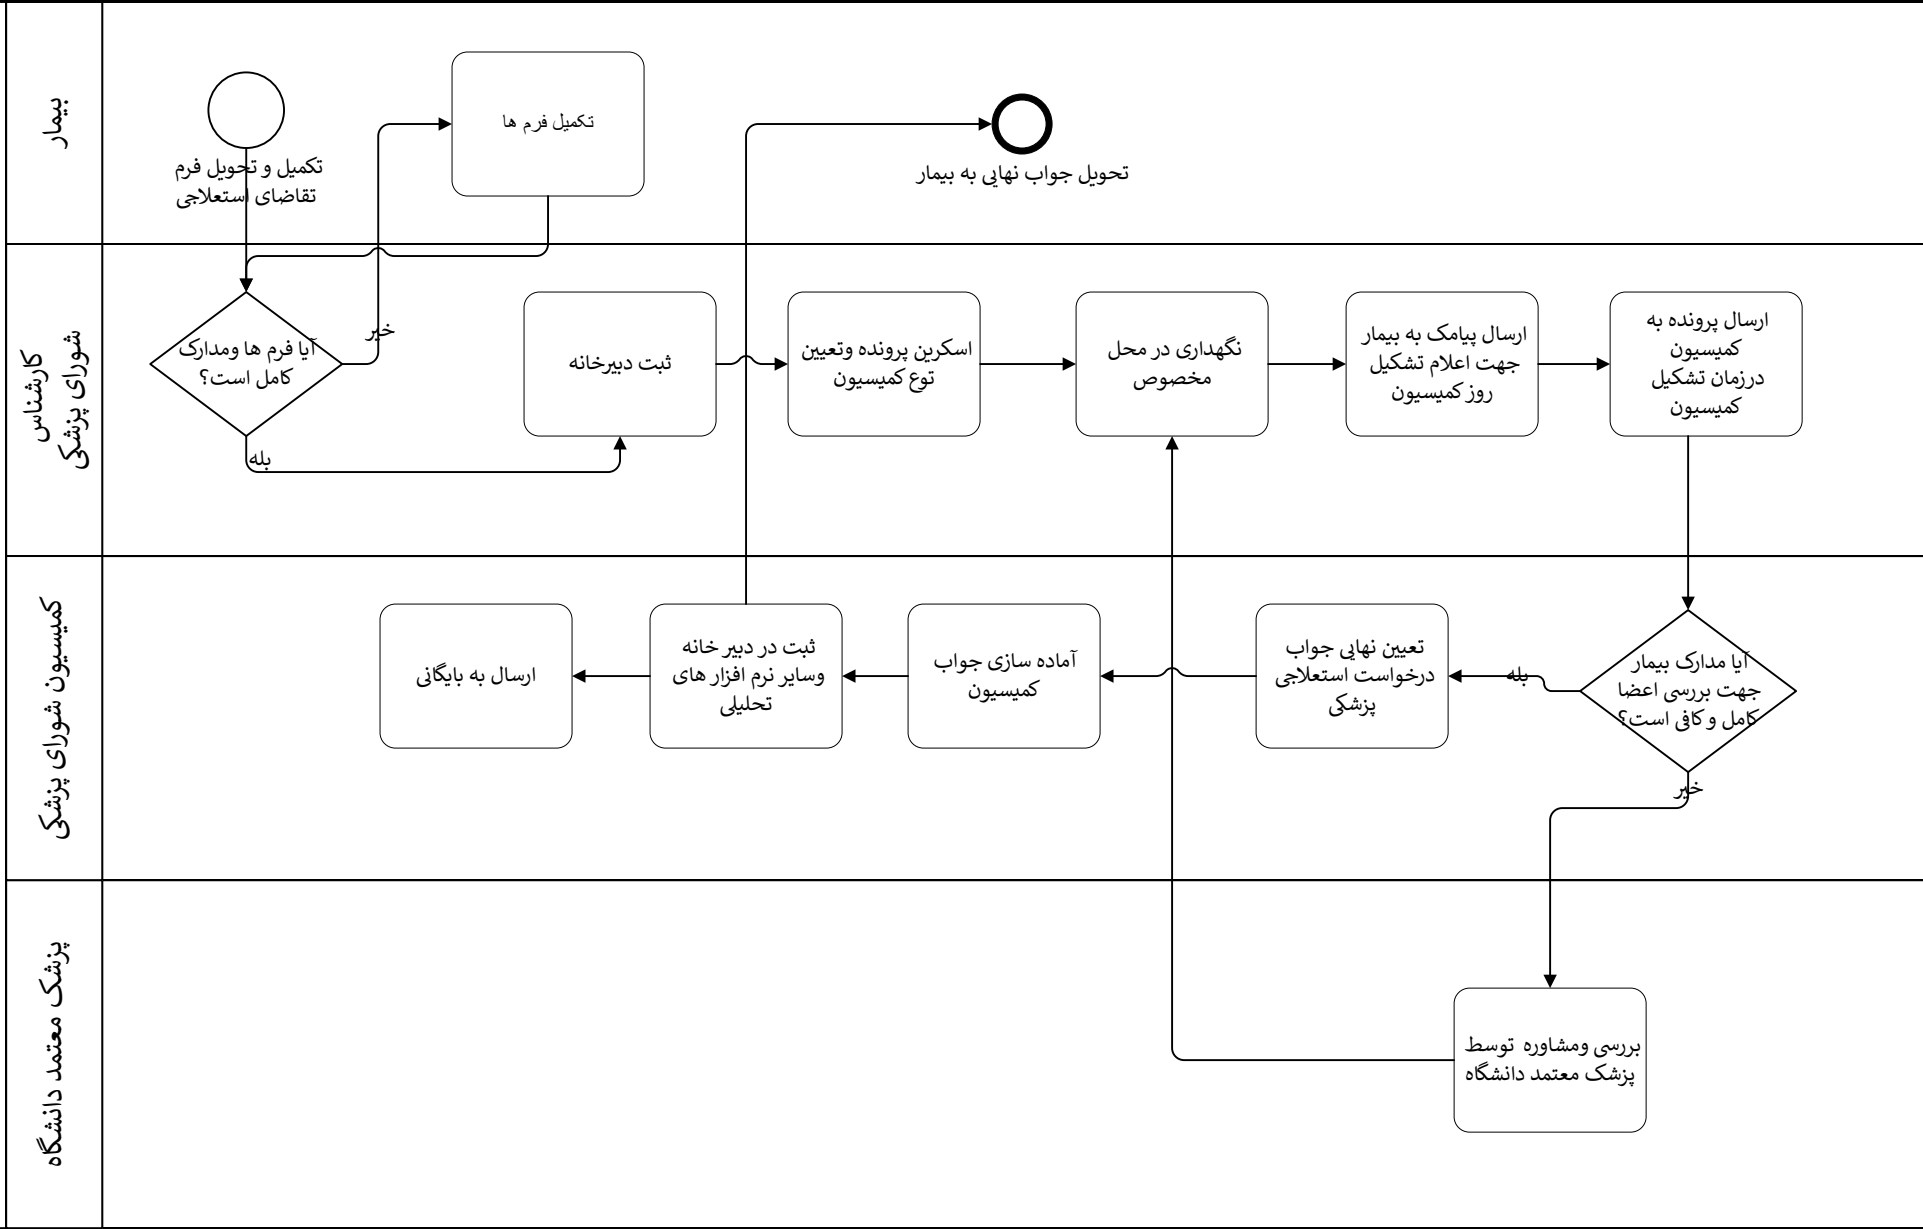 بیمار
تکمیل و تحویل فرم
تقاضای استعلاجی
تکمیل فرم ها
تحویل جواب نهایی به بیمار
کارشناس
شورای پزشکی
آیا فرم ها ومدارک
کامل است؟
خیر
بله
ثبت دبیرخانه
اسکرین پرونده وتعیین
توع کمیسیون
نگهداری در محل
مخصوص
ارسال پیامک به بیمار
جهت اعلام تشکیل
روز کمیسیون
ارسال پرونده به
کمیسیون
درزمان تشکیل
کمیسیون
کمیسیون شورای پزشکی
آیا مدارک بیمار
جهت بررسی اعضا
کامل و کافی است؟
بله
خیر
تعیین نهایی جواب
درخواست استعلاجی
پزشکی
آماده سازی جواب
کمیسیون
ثبت در دبیر خانه
وسایر نرم افزار های
تحلیلی
ارسال به بایگانی
پزشک معتمد دانشگاه
بررسی ومشاوره توسط
پزشک معتمد دانشگاه